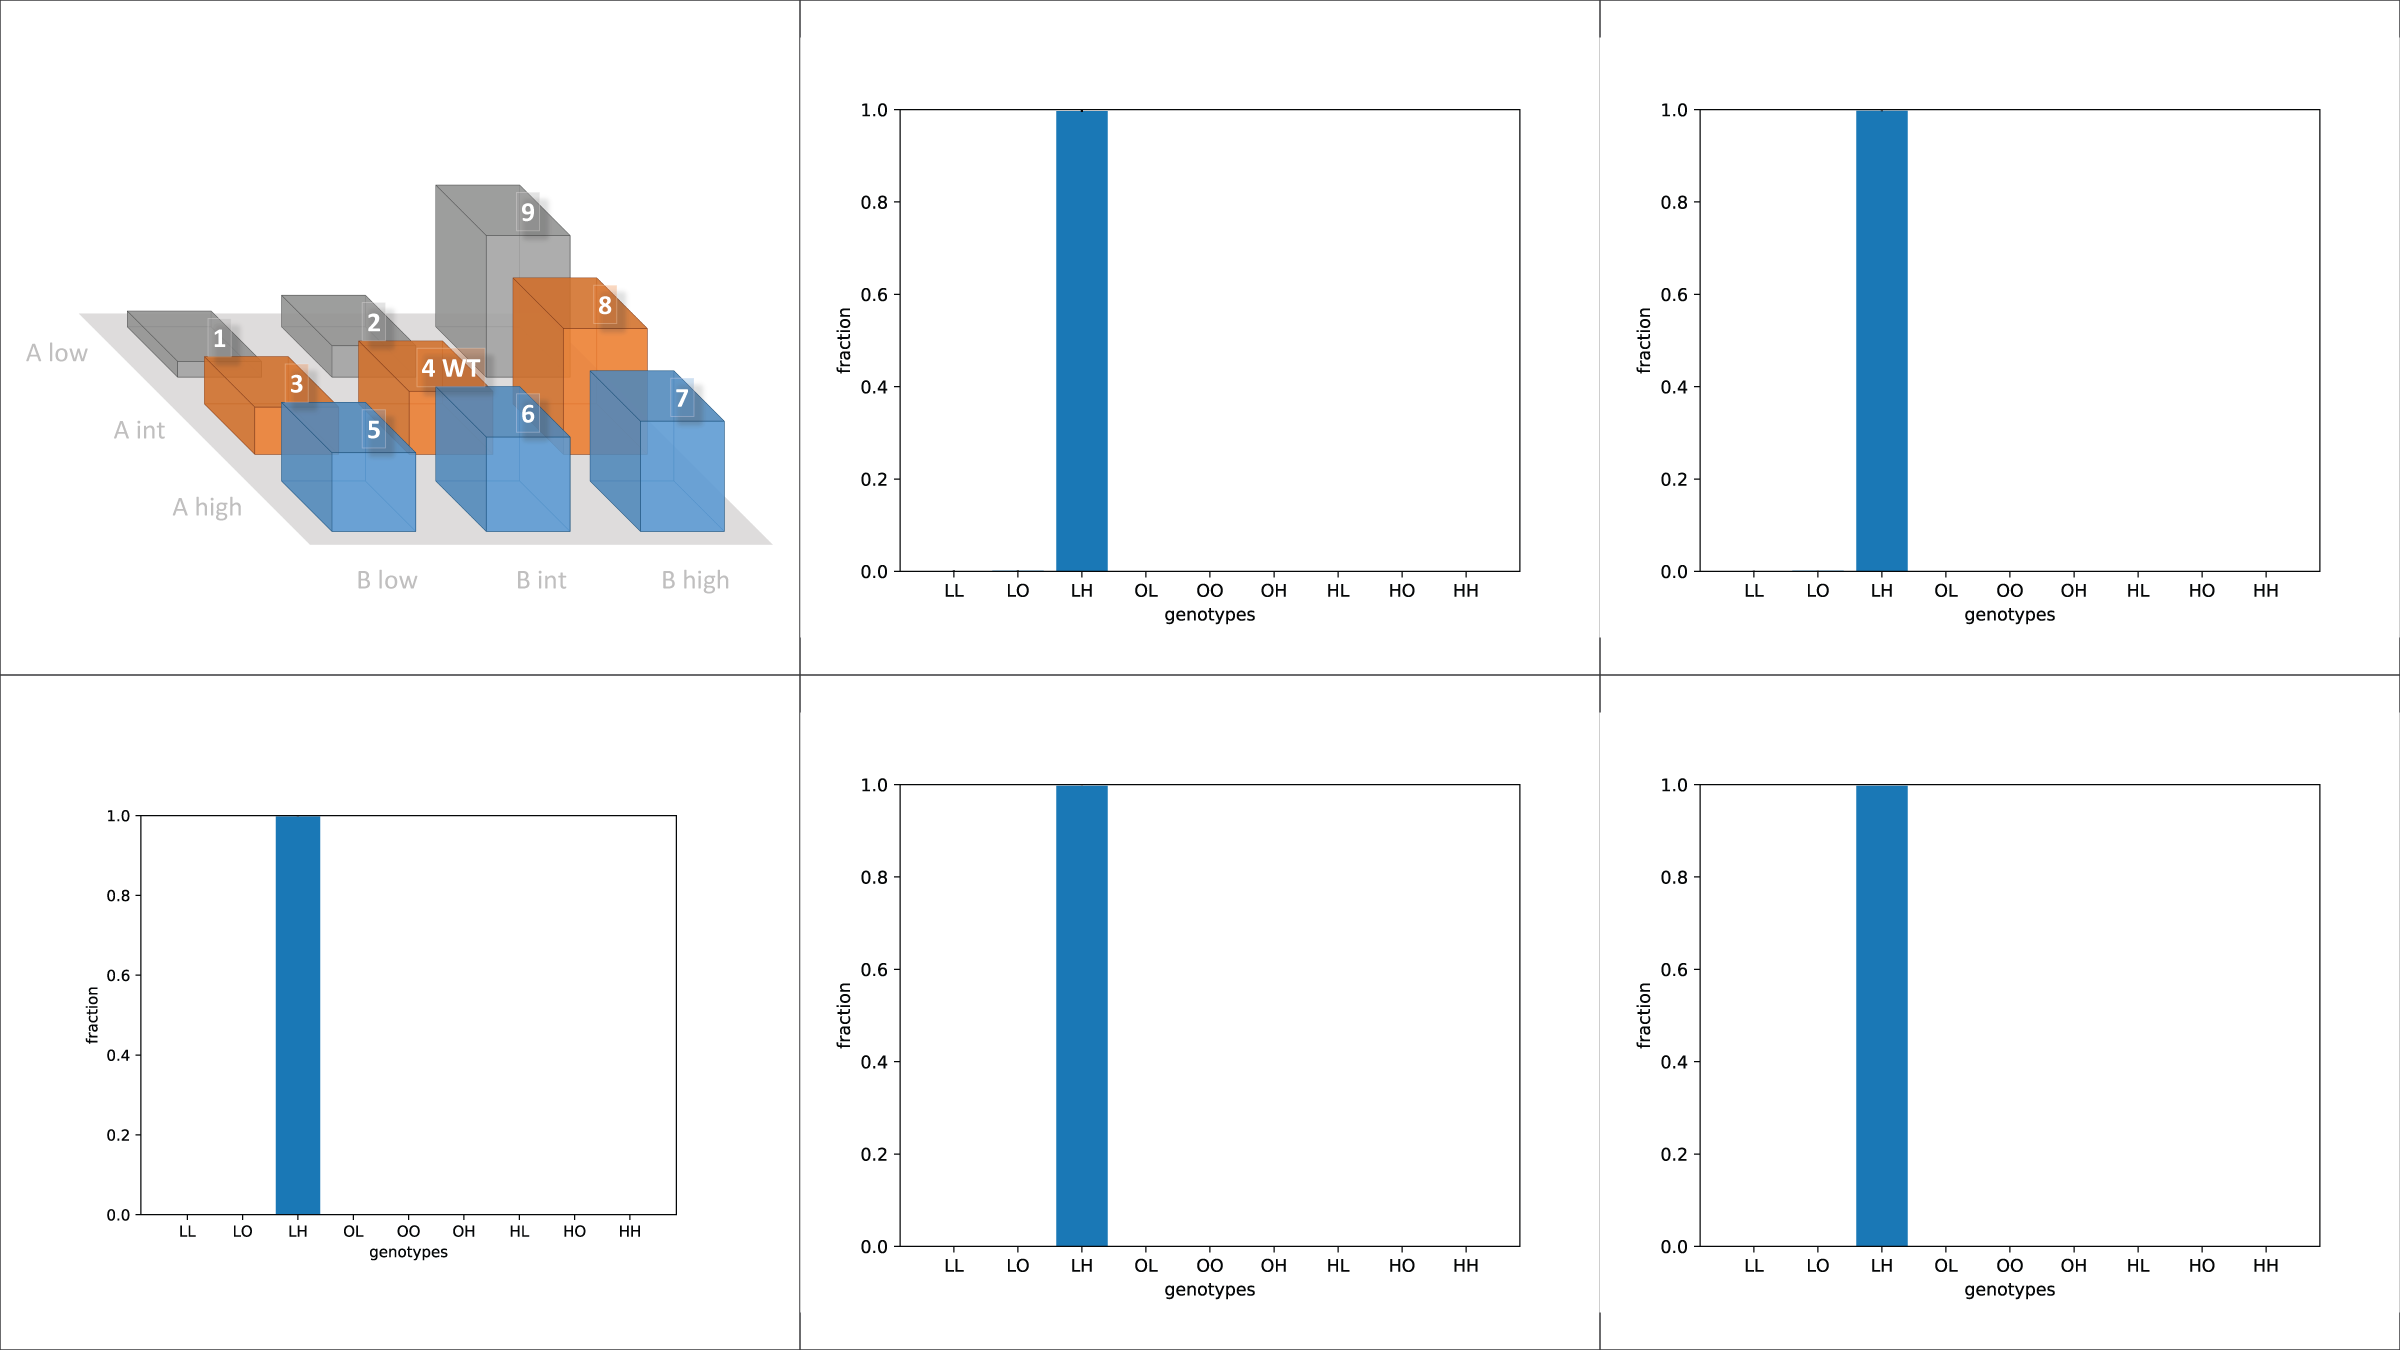 9
8
2
1
4 WT
3
7
6
5
A low
A int
A high
B low
B int
B high
1.0
0.8
0.6
0.4
0.2
0.0
fraction
LL LO LH OL OO OH HL HO HH
genotypes
1.0
0.8
0.6
0.4
0.2
0.0
fraction
LL LO LH OL OO OH HL HO HH
genotypes
1.0
0.8
0.6
0.4
0.2
0.0
fraction
LL LO LH OL OO OH HL HO HH
genotypes
1.0
0.8
0.6
0.4
0.2
0.0
fraction
LL LO LH OL OO OH HL HO HH
genotypes
1.0
0.8
0.6
0.4
0.2
0.0
fraction
LL LO LH OL OO OH HL HO HH
genotypes